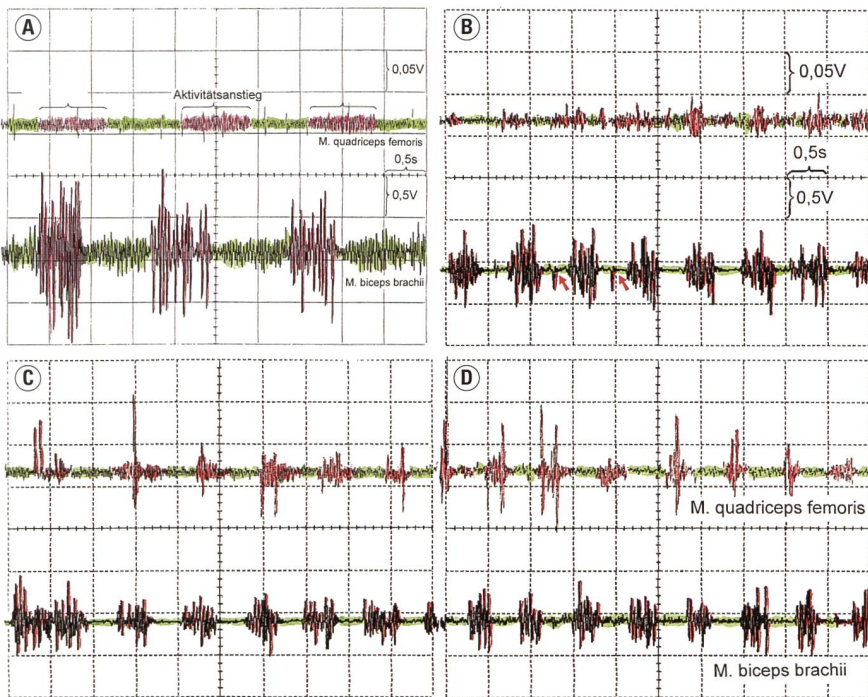 A
0,05V
Aktivitätsanstieg
M. quadriceps femoris
0,5s
0,5V
M. biceps brachii
B
0,05V
0,5s
0,5V
C
D
M. quadriceps femoris
M. biceps brachii